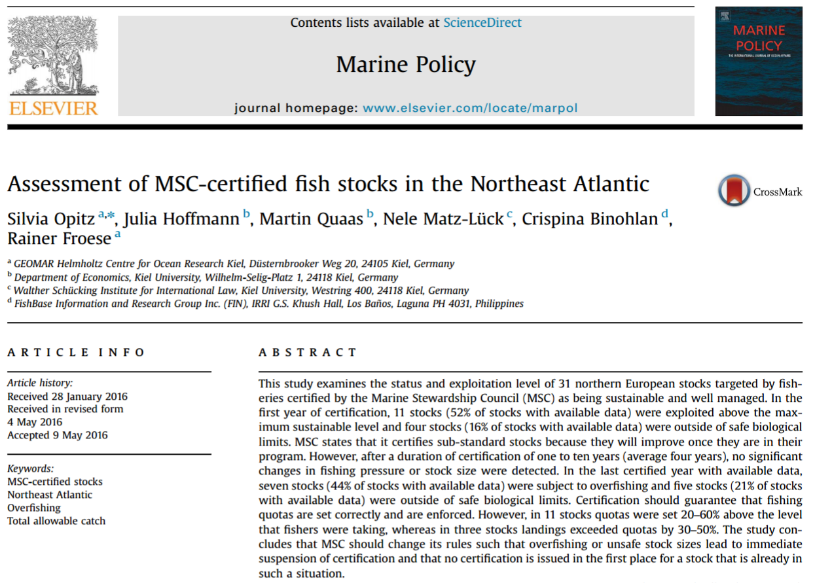 Contents lists available at ScienceDirect
MARINE
POLICY
Marine Policy
ELSEVIER
journal homepage: www.elsevier.com/locate/marpol
Assessment of MSC-certified fish stocks in the Northeast Atlantic
CrossMark
Silvia Opitz a,*, Julia Hoffmann b, Martin Quaas b, Nele Matz-Lück c, Crispina Binohlan d,
Rainer Froese a
a GEOMAR Helmholtz Centre for Ocean Research Kiel, Düsternbrooker Weg 20, 24105 Kiel, Germany
b Department of Economics, Kiel University, Wilhelm-Selig-Platz 1, 24118 Kiel, Germany
c Walther Schücking Institute for International Law, Kiel University, Westring 400, 24118 Kiel, Germany
d FishBase Information and Research Group Inc. (FIN), IRRI G.S. Khush Hall, Los Baños, Laguna PH 4031, Philippines
ARTICLE INFO
Article history:
Received 28 January 2016
Received in revised form
4 May 2016
Accepted 9 May 2016
Keywords:
MSC-certified stocks
Northeast Atlantic
Overfishing
Total allowable catch
ABSTRACT
This study examines the status and exploitation level of 31 northern European stocks targeted by fish-
eries certified by the Marine Stewardship Council (MSC) as being sustainable and well managed. In the
first year of certification, 11 stocks (52% of stocks with available data) were exploited above the max-
imum sustainable level and four stocks (16% of stocks with available data) were outside of safe biological
limits. MSC states that it certifies sub-standard stocks because they will improve once they are in their
program. However, after a duration of certification of one to ten years (average four years), no significant
changes in fishing pressure or stock size were detected. In the last certified year with available data,
seven stocks (44% of stocks with available data) were subject to overfishing and five stocks (21% of stocks
with available data) were outside of safe biological limits. Certification should guarantee that fishing
quotas are set correctly and are enforced. However, in 11 stocks quotas were set 20–60% above the level
that fishers were taking, whereas in three stocks landings exceeded quotas by 30–50%. The study con-
cludes that MSC should change its rules such that overfishing or unsafe stock sizes lead to immediate
suspension of certification and that no certification is issued in the first place for a stock that is already in
such a situation.